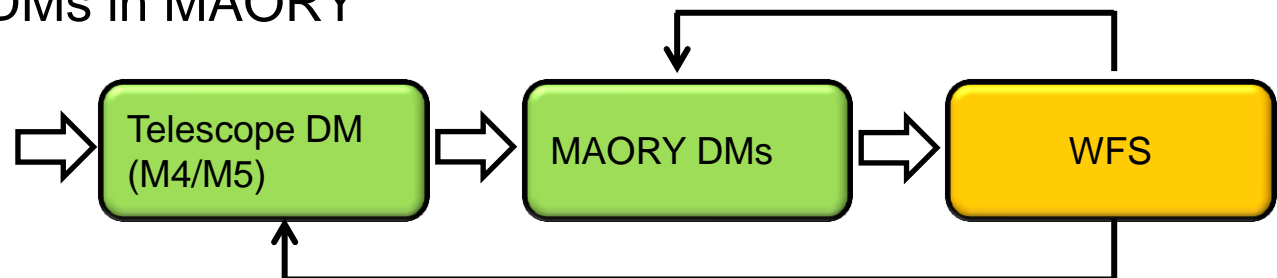 DMs in MAORY
Telescope DM
(M4/M5)
MAORY DMs
WFS